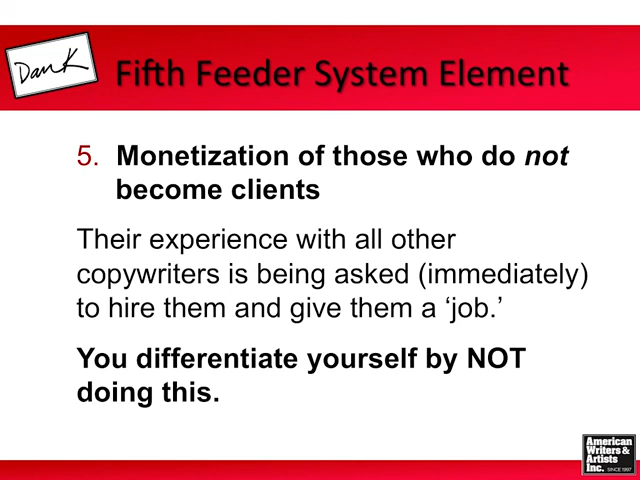 Dan K
Fifth Feeder System Element
5. Monetization of those who do not
become clients
Their experience with all other
copywriters is being asked (immediately)
to hire them and give them a ‘job.’
You differentiate yourself by NOT
doing this.
American
Writers &
Artists
Inc. SINCE 1997